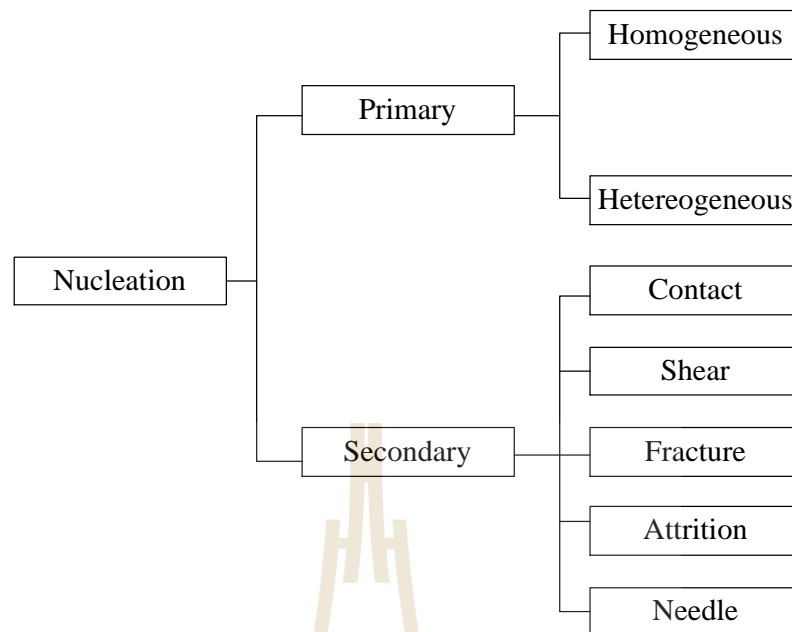 Homogeneous
Primary
Hetereogeneous
Nucleation
Contact
Shear
Secondary
Fracture
Attrition
Needle